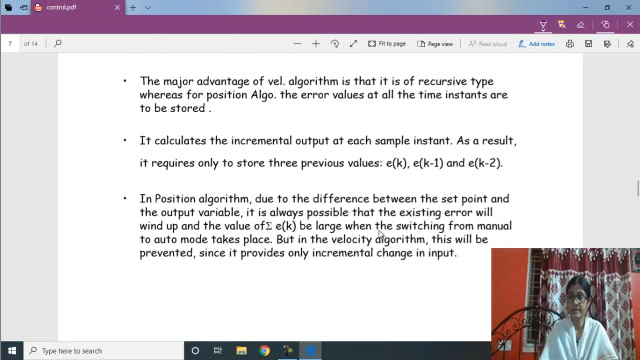 control.pdf
7 of 14
Fit to page
Page view
Read aloud
Add notes
• The major advantage of vel. algorithm is that it is of recursive type
whereas for position Algo. the error values at all the time instants are
to be stored .
• It calculates the incremental output at each sample instant. As a result,
it requires only to store three previous values: e(k), e(k-1) and e(k-2).
• In Position algorithm, due to the difference between the set point and
the output variable, it is always possible that the existing error will
wind up and the value of Σ e(k) be large when the switching from manual
to auto mode takes place. But in the velocity algorithm, this will be
prevented, since it provides only incremental change in input.
Type here to search